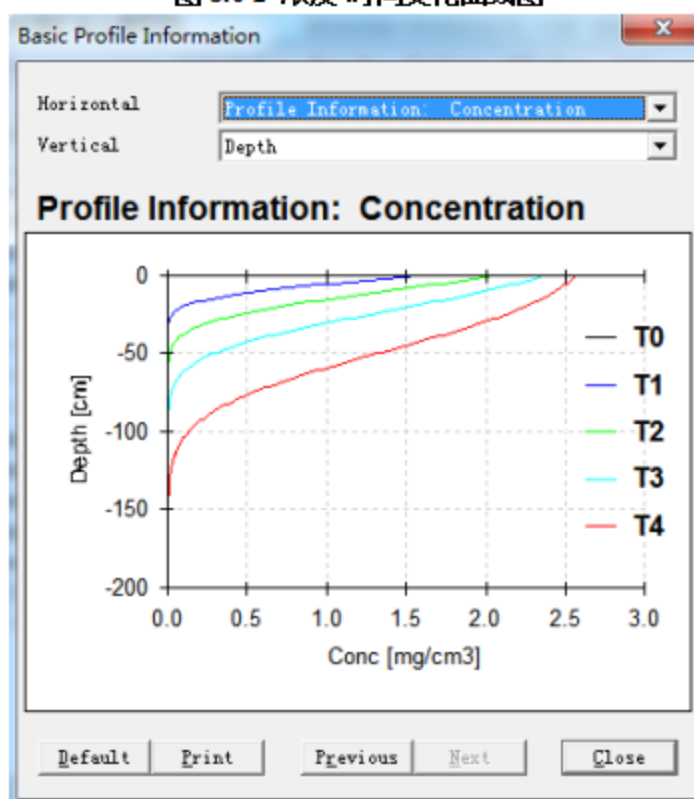 Basic Profile Information
Horizontal
Profile Information: Concentration
Vertical
Depth
Profile Information: Concentration
0
-50
-100
-150
-200
Depth [cm]
0.0 0.5 1.0 1.5 2.0 2.5 3.0
Conc [mg/cm3]
T0
T1
T2
T3
T4
Default Print Previous Next Close